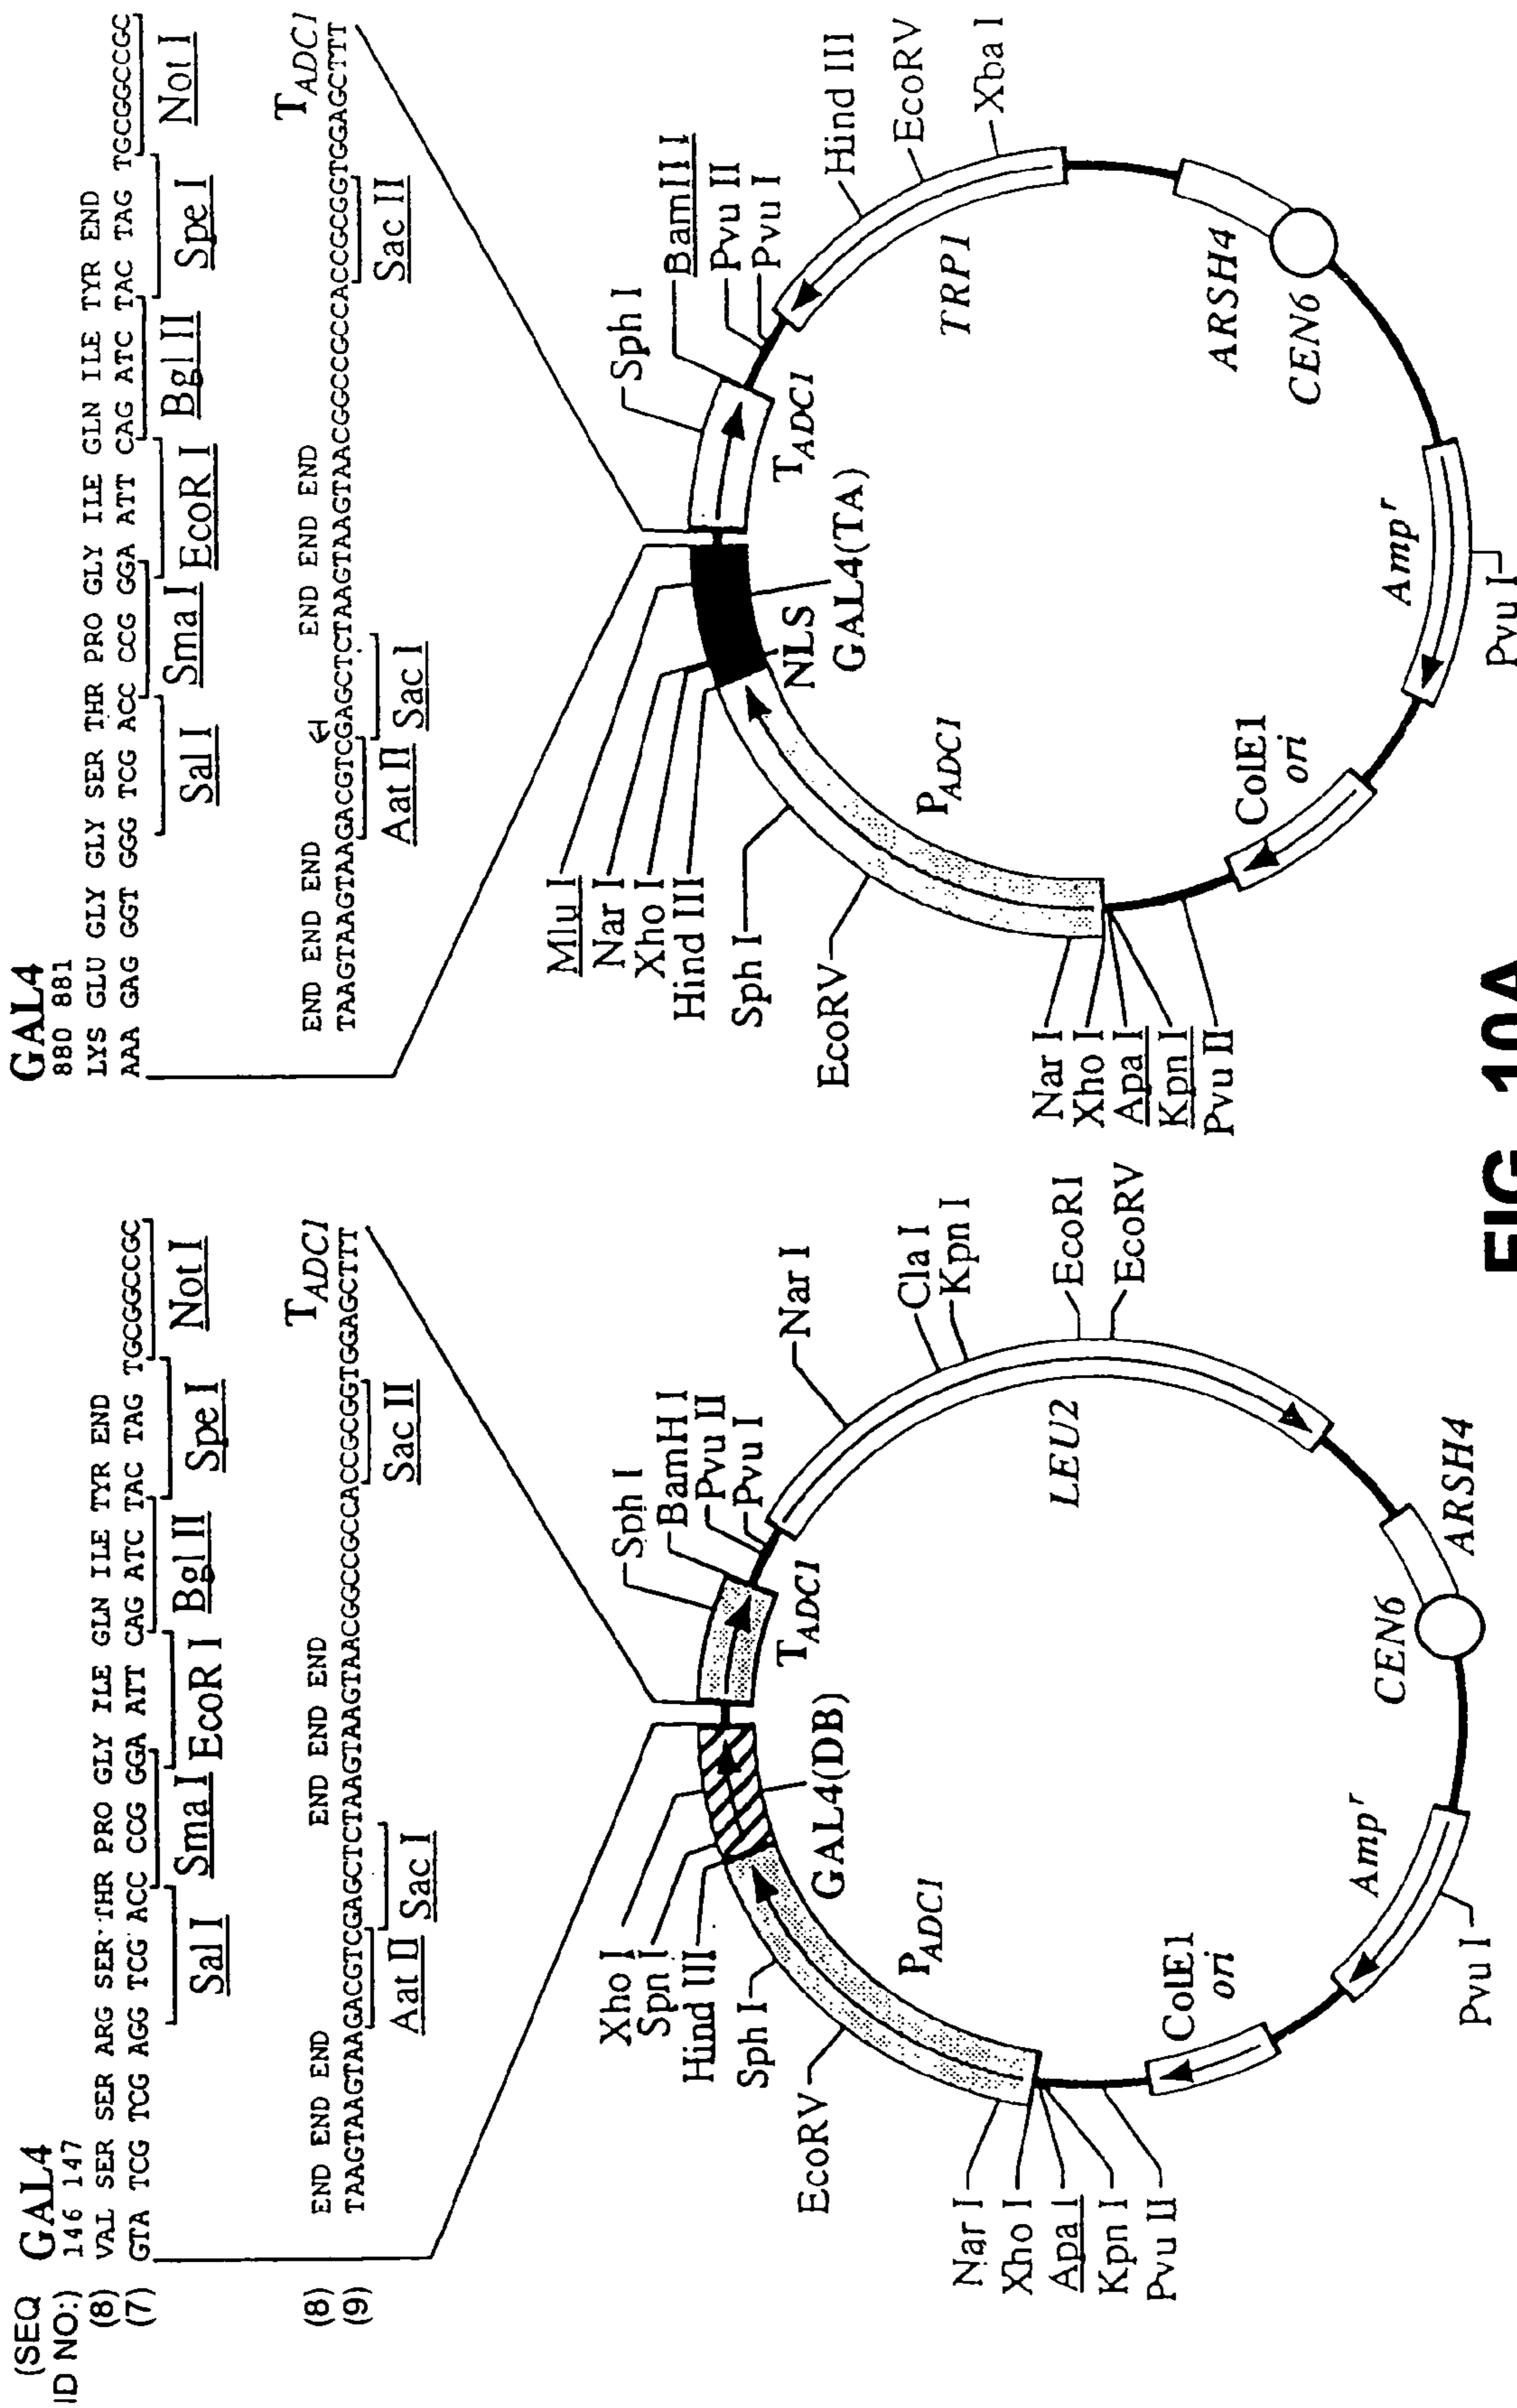 (SEQ
ID NO:)
GAL4
146 147
(8) VAL SER SER ARG SER THR PRO GLY ILE GLN ILE TYR END
(7) GTA TCG TCG AGG TCG ACC CCG GGA ATT CAG ATC TAC TAG TGCGGCCGC
Sal I Sma I EcoR I Bgl II Spe I Not I
(8) END END END END END END
(9) TAAGTAAGTAAGACGTCGAGCTCTAAGTAAGTAACGGCCGCCACCGCGGTGGAGCTTT
TADC1
Aat II Sac I Sac II
Xho I
Spn I
Hind III
Sph I
EcoRV
Nar I
Xho I
Apa I
Kpn I
Pvu II
Sph I
BamH I
Pvu II
Pvu I
Nar I
Cla I
Kpn I
EcoRI
EcoRV
PADC1
GAL4(DB)
TADC1
LEU2
ARSH4
CEN6
Ampr
Pvu I
ColE1
ori
GAL4
880 881
LYS GLU GLY GLY SER THR PRO GLY ILE GLN ILE TYR END
AAA GAG GGT GGG TCG ACC CCG GGA ATT CAG ATC TAC TAG TGCGGCCGC
Sal I Sma I EcoR I Bgl II Spe I Not I
END END END END END END
TAAGTAAGTAAGACGTCGAGCTCTAAGTAAGTAACGGCCGCCACCGCGGTGGAGCTTT
TADC1
Aat II Sac I Sac II
Mlu I
Nar I
Xho I
Hind III
Sph I
EcoRV
Nar I
Xho I
Apa I
Kpn I
Pvu II
Sph I
BamH I
Pvu II
Pvu I
Hind III
EcoRV
Xba I
PADC1
NLS
GAL4(TA)
TADC1
TRP1
ARSH4
CEN6
Ampr
Pvu I
ColE1
ori
FIG. 10A